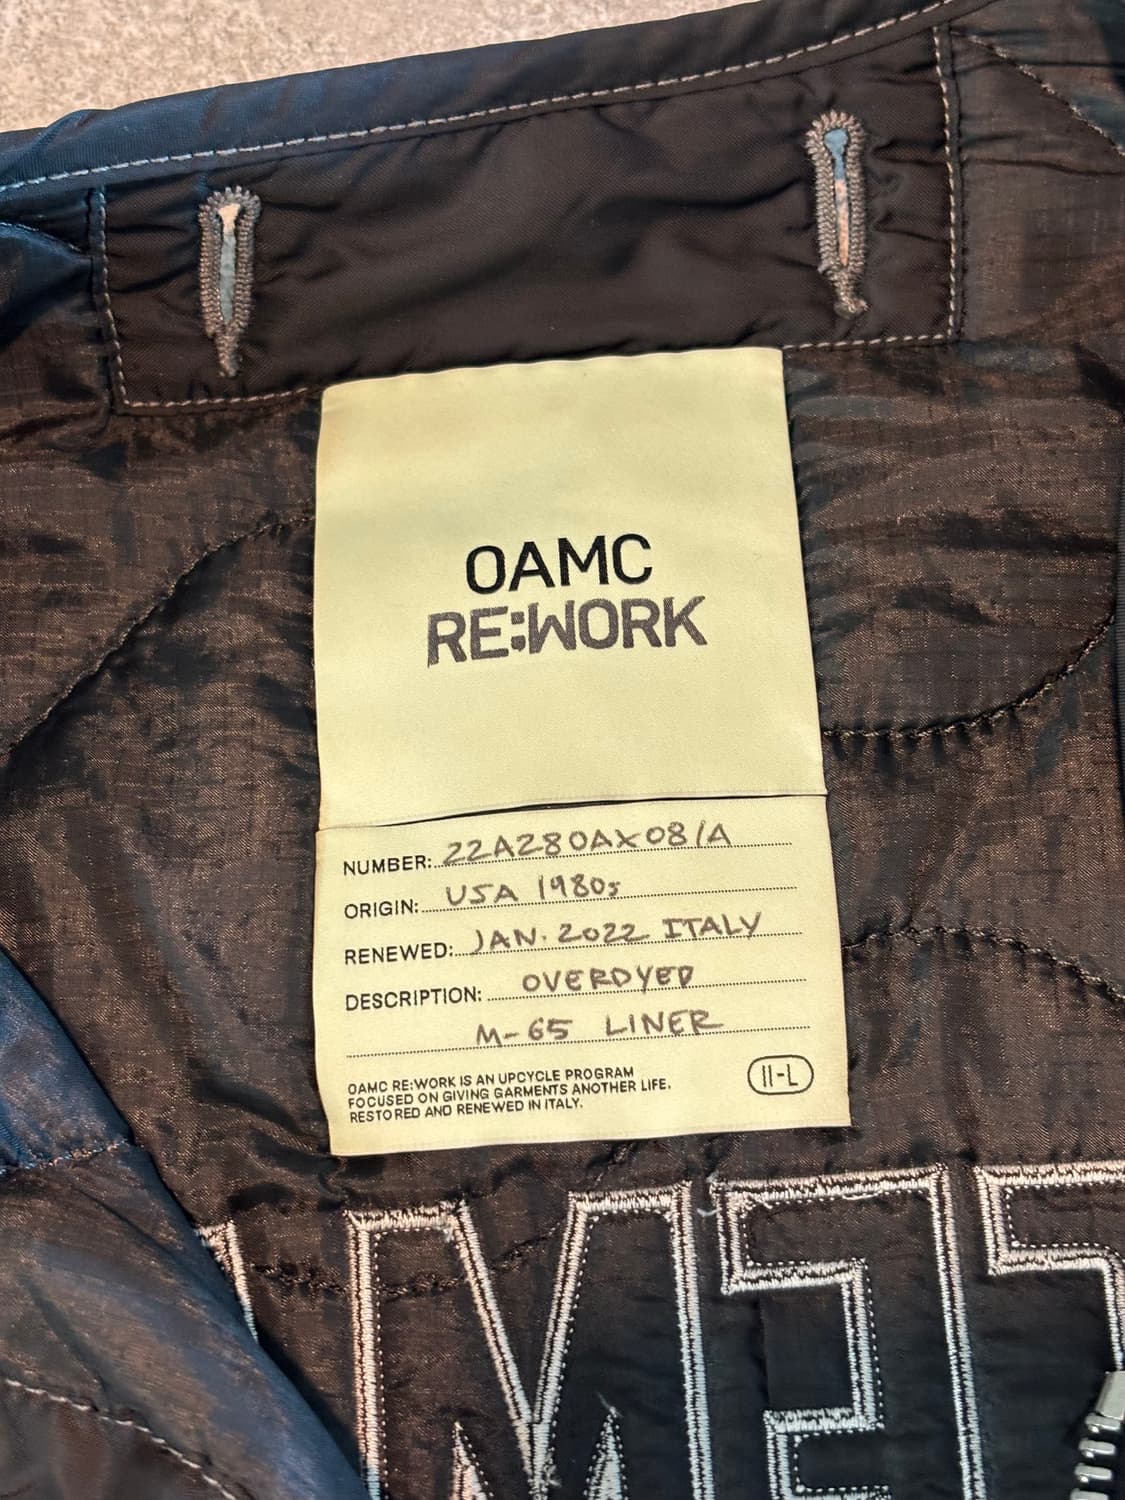 OAMC
RE:WORK
NUMBER: 22A280AX08/A
ORIGIN: USA 1980s
RENEWED: JAN. 2022 ITALY
DESCRIPTION: OVERDYED
M-65 LINER
OAMC RE:WORK IS AN UPCYCLE PROGRAM
FOCUSED ON GIVING GARMENTS ANOTHER LIFE.
RESTORED AND RENEWED IN ITALY.
II-L